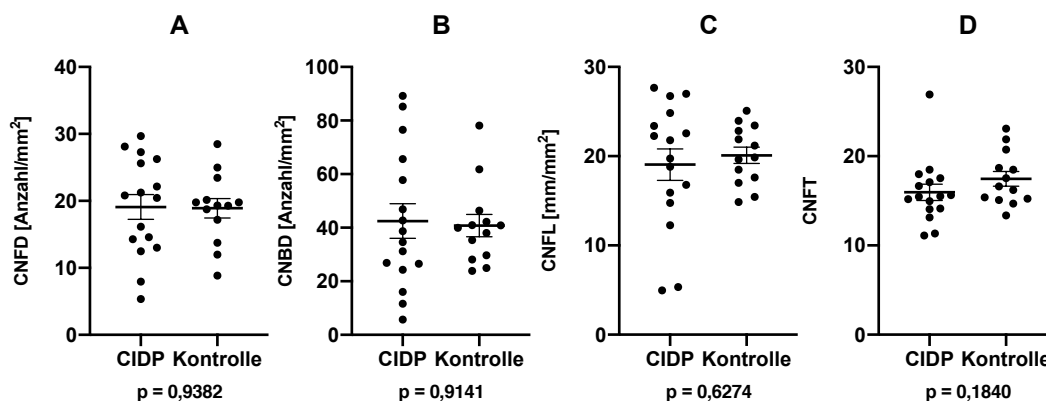 A
CNFD [Anzahl/mm²]
40
30
20
10
0
CIDP Kontrolle
p = 0,9382
B
CNBD [Anzahl/mm²]
100
80
60
40
20
0
CIDP Kontrolle
p = 0,9141
C
CNFL [mm/mm²]
30
20
10
0
CIDP Kontrolle
p = 0,6274
D
CNFT
30
20
10
0
CIDP Kontrolle
p = 0,1840